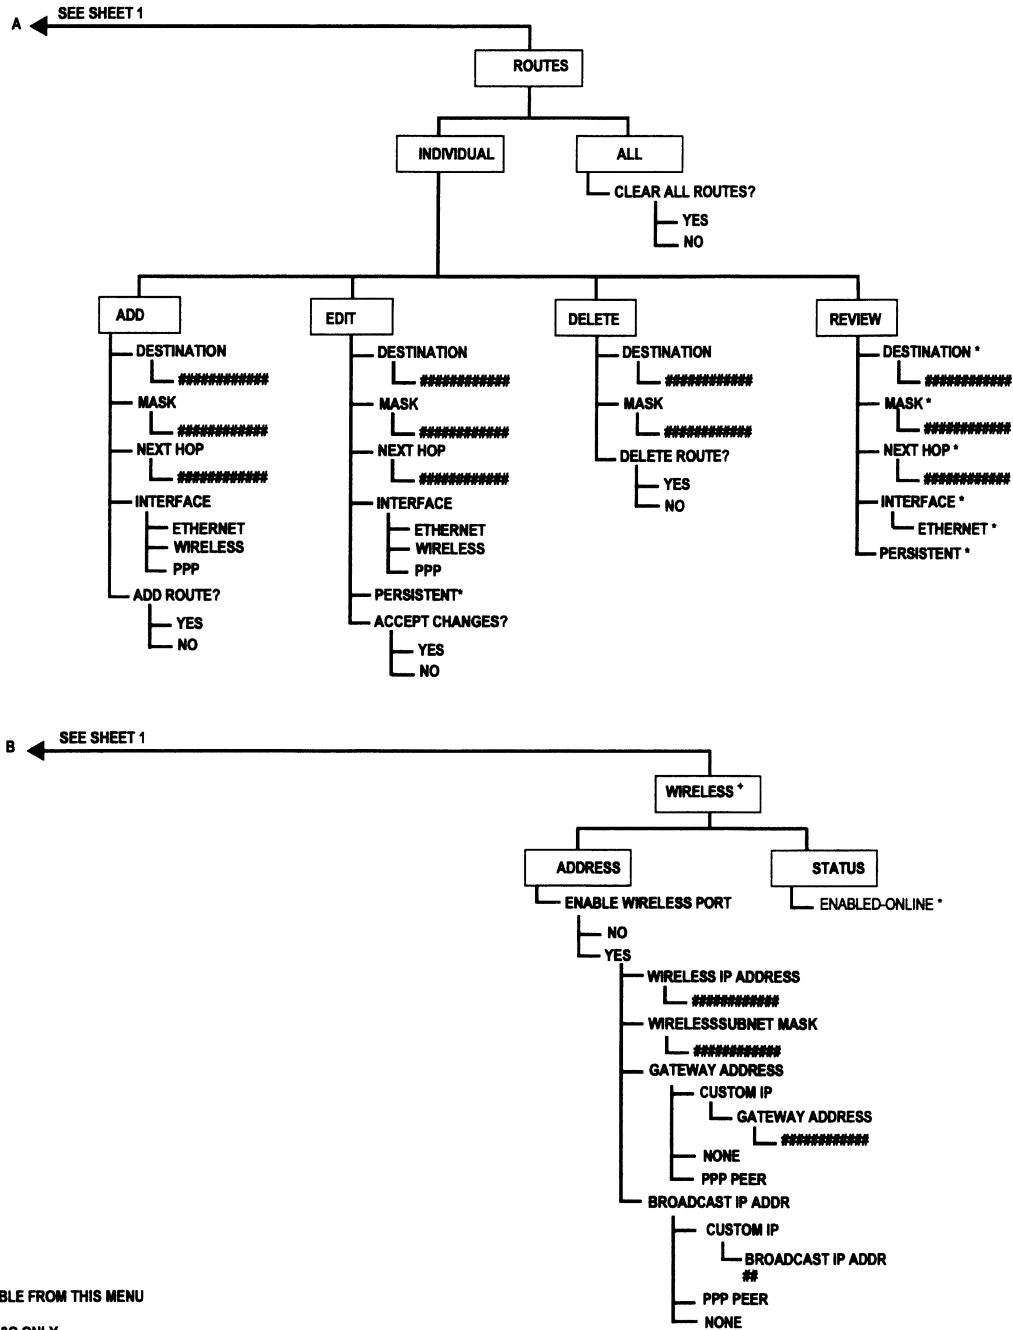 A SEE SHEET 1
ROUTES
INDIVIDUAL
ALL
CLEAR ALL ROUTES?
YES
NO
ADD
DESTINATION
############
MASK
############
NEXT HOP
############
INTERFACE
ETHERNET
WIRELESS
PPP
ADD ROUTE?
YES
NO
EDIT
DESTINATION
############
MASK
############
NEXT HOP
############
INTERFACE
ETHERNET
WIRELESS
PPP
PERSISTENT*
ACCEPT CHANGES?
YES
NO
DELETE
DESTINATION
############
MASK
############
DELETE ROUTE?
YES
NO
REVIEW
DESTINATION *
############
MASK *
############
NEXT HOP *
############
INTERFACE *
ETHERNET *
PERSISTENT *
B SEE SHEET 1
WIRELESS +
ADDRESS
ENABLE WIRELESS PORT
NO
YES
WIRELESS IP ADDRESS
############
WIRELESSSUBNET MASK
############
GATEWAY ADDRESS
CUSTOM IP
GATEWAY ADDRESS
############
NONE
PPP PEER
BROADCAST IP ADDR
CUSTOM IP
BROADCAST IP ADDR
##
PPP PEER
NONE
STATUS
ENABLED-ONLINE *
BLE FROM THIS MENU
ONLY